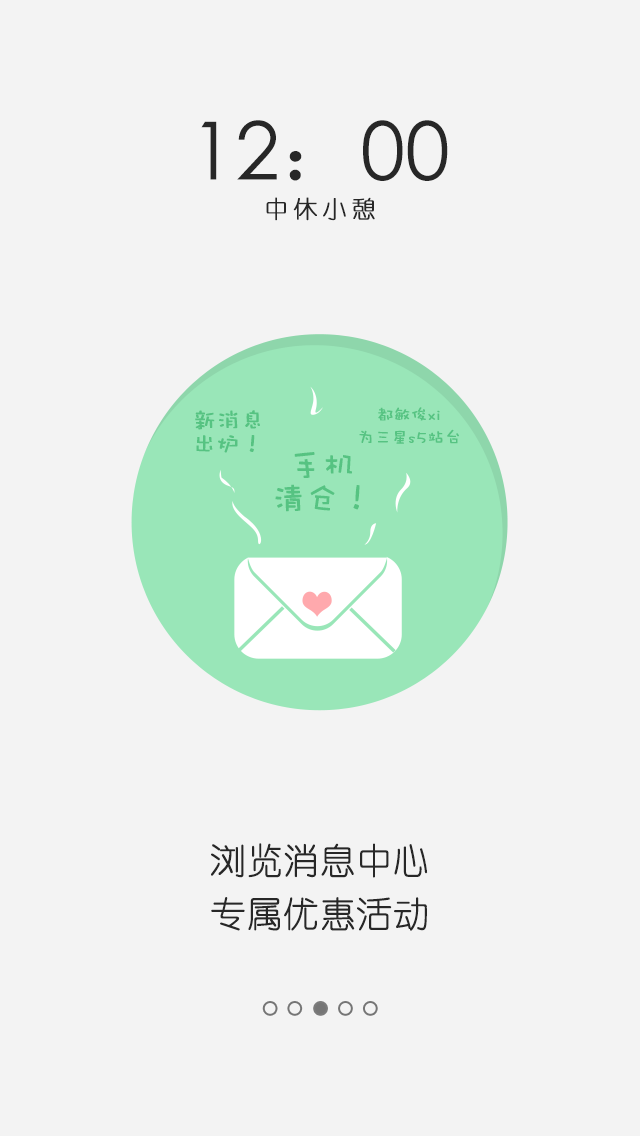 12：00
中休小憩
新消息
出炉！
都敏俊xi
为三星s5站台
手机
清仓！
浏览消息中心
专属优惠活动